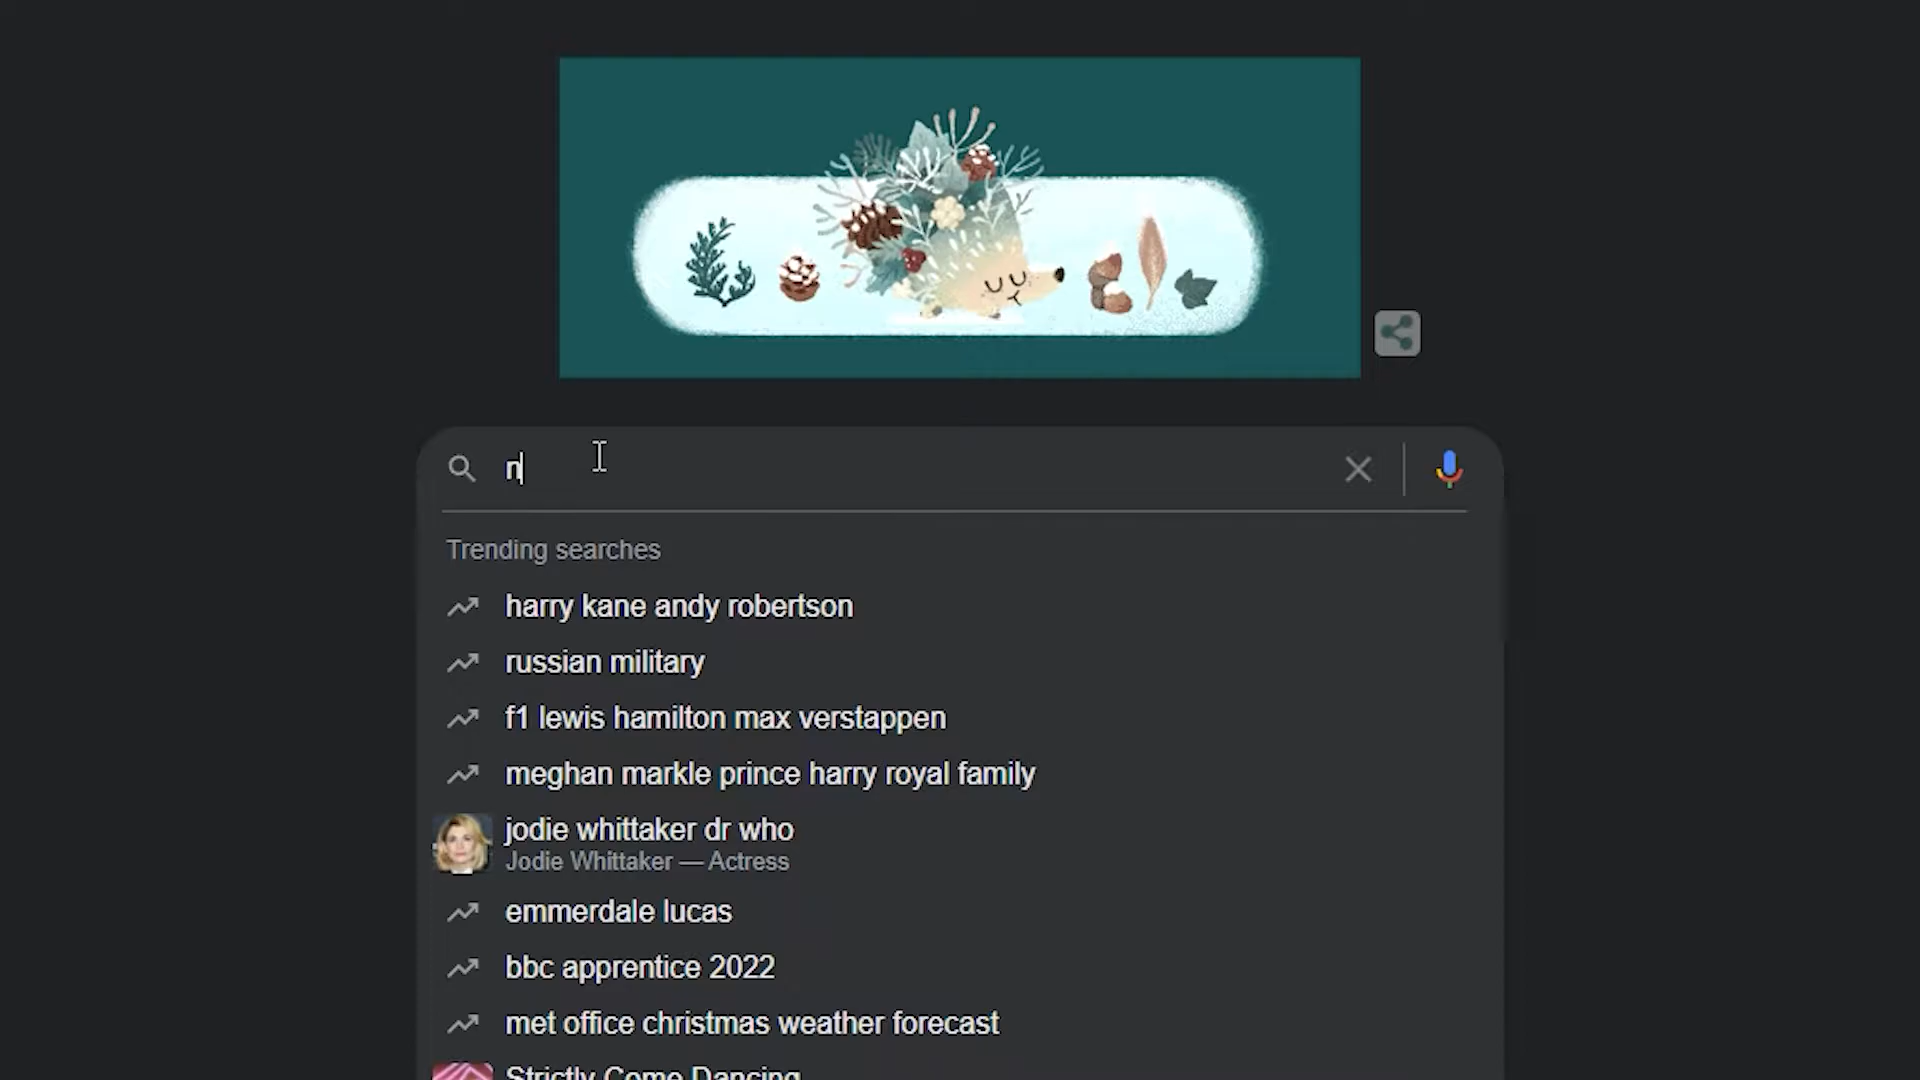 n
Trending searches
harry kane andy robertson
russian military
f1 lewis hamilton max verstappen
meghan markle prince harry royal family
jodie whittaker dr who
Jodie Whittaker — Actress
emmerdale lucas
bbc apprentice 2022
met office christmas weather forecast
Strictly Come Dancing